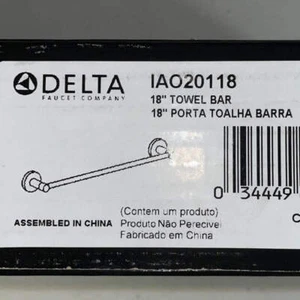 DELTA
FAUCET COMPANY
IAO20118
18" TOWEL BAR
18" PORTA TOALHA BARRA
0 34449
ASSEMBLED IN CHINA
(Contem um produto)
Produto Não Perecivel
Fabricado em China
C